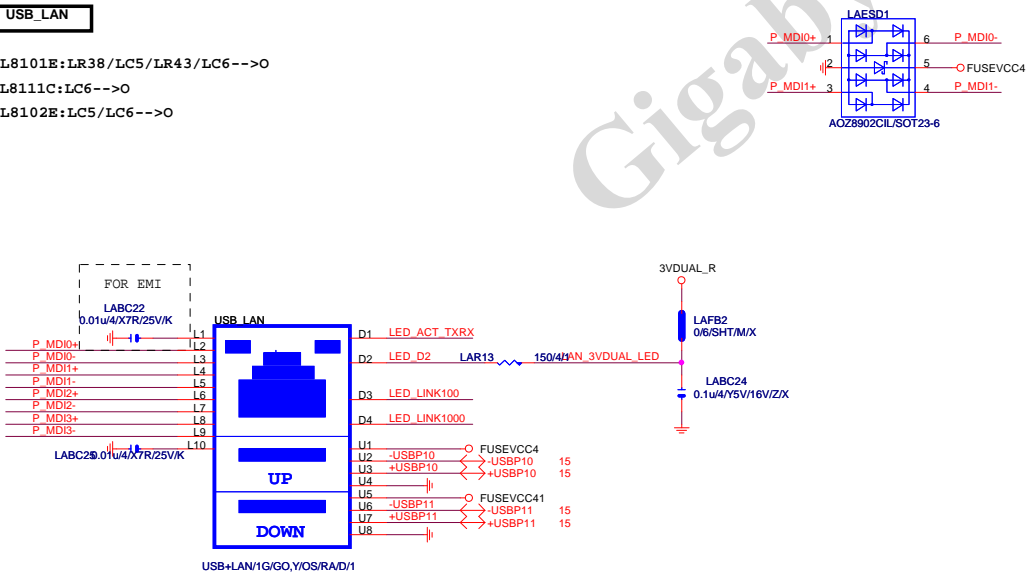 USB_LAN
L8101E:LR38/LC5/LR43/LC6-->O
L8111C:LC6-->O
L8102E:LC5/LC6-->O
LAESD1
P_MDI0+ 1 6 P_MDI0-
2 5 FUSEVCC4
P_MDI1+ 3 4 P_MDI1-
AOZ8902CIL/SOT23-6
Gigab
FOR EMI
LABC22
0.01u/4/X7R/25V/K
USB_LAN
L1
P_MDI0+ L2
P_MDI0- L3
P_MDI1+ L4
P_MDI1- L5
P_MDI2+ L6
P_MDI2- L7
P_MDI3+ L8
P_MDI3- L9
L10
LABC25 0.01u/4/X7R/25V/K
UP
DOWN
USB+LAN/1G/GO,Y/OS/RA/D/1
D1 LED_ACT_TXRX
D2 LED_D2 LAR13 150/4/1 LAN_3VDUAL_LED
D3 LED_LINK100
D4 LED_LINK1000
U1 FUSEVCC4
U2 -USBP10 -USBP10 15
U3 +USBP10 +USBP10 15
U4
U5 FUSEVCC41
U6 -USBP11 -USBP11 15
U7 +USBP11 +USBP11 15
U8
3VDUAL_R
LAFB2
0/6/SHT/M/X
LABC24
0.1u/4/Y5V/16V/Z/X